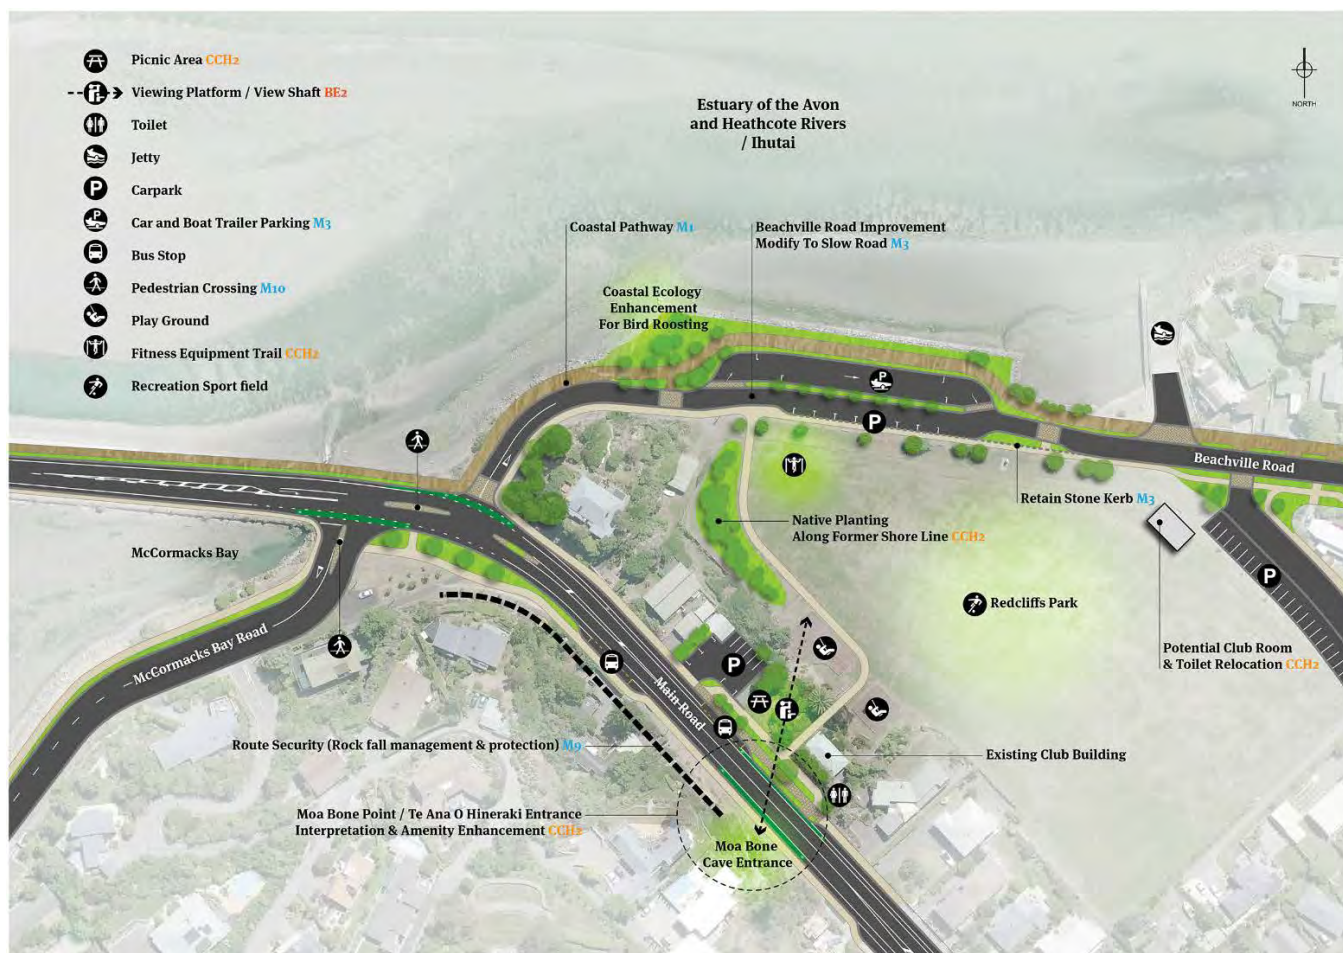 Picnic Area CCH2
Viewing Platform / View Shaft BE2
Toilet
Jetty
P
Carpark
P
Car and Boat Trailer Parking M3
Bus Stop
Pedestrian Crossing M10
Play Ground
Fitness Equipment Trail CCH2
Recreation Sport field
Estuary of the Avon
and Heathcote Rivers
/ Ihutai
NORTH
Coastal Pathway M1
Beachville Road Improvement
Modify To Slow Road M3
Coastal Ecology
Enhancement
For Bird Roosting
P
P
Beachville Road
Retain Stone Kerb M3
Native Planting
Along Former Shore Line CCH2
McCormacks Bay
McCormacks Bay Road
P
Redcliffs Park
Potential Club Room
& Toilet Relocation CCH2
P
Main Road
Route Security (Rock fall management & protection) M9
Existing Club Building
Moa Bone Point / Te Ana O Hineraki Entrance
Interpretation & Amenity Enhancement CCH2
Moa Bone
Cave Entrance